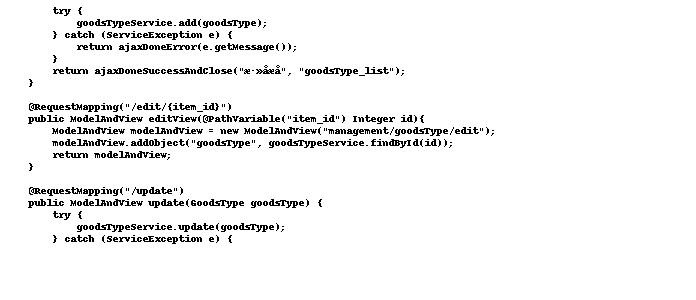 try {
goodsTypeService.add(goodsType);
} catch (ServiceException e) {
return ajaxDoneError(e.getMessage());
}
return ajaxDoneSuccessAndClose("æ·»åæå", "goodsType_list");
}
@RequestMapping("/edit/{item_id}")
public ModelAndView editView(@PathVariable("item_id") Integer id){
ModelAndView modelAndView = new ModelAndView("management/goodsType/edit");
modelAndView.addObject("goodsType", goodsTypeService.findById(id));
return modelAndView;
}
@RequestMapping("/update")
public ModelAndView update(GoodsType goodsType) {
try {
goodsTypeService.update(goodsType);
} catch (ServiceException e) {